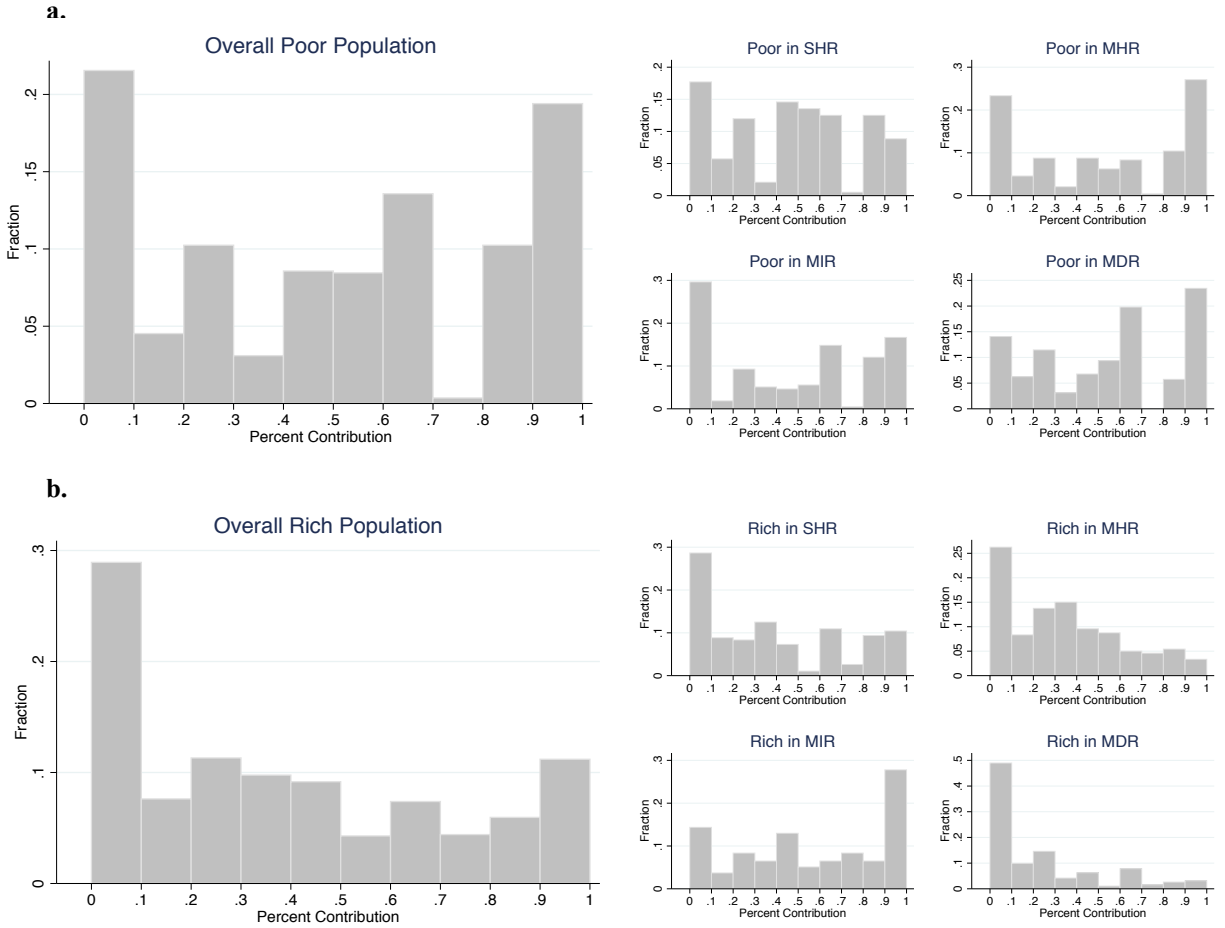 a.
Overall Poor Population
Fraction
0 .05 .1 .15 .2
0 .1 .2 .3 .4 .5 .6 .7 .8 .9 1
Percent Contribution
Poor in SHR
Fraction
0 .05 .1 .15 .2
0 .1 .2 .3 .4 .5 .6 .7 .8 .9 1
Percent Contribution
Poor in MHR
Fraction
0 .1 .2 .3
0 .1 .2 .3 .4 .5 .6 .7 .8 .9 1
Percent Contribution
Poor in MIR
Fraction
0 .1 .2 .3
0 .1 .2 .3 .4 .5 .6 .7 .8 .9 1
Percent Contribution
Poor in MDR
Fraction
0 .05 .1 .15 .2 .25
0 .1 .2 .3 .4 .5 .6 .7 .8 .9 1
Percent Contribution
b.
Overall Rich Population
Fraction
0 .1 .2 .3
0 .1 .2 .3 .4 .5 .6 .7 .8 .9 1
Percent Contribution
Rich in SHR
Fraction
0 .1 .2 .3
0 .1 .2 .3 .4 .5 .6 .7 .8 .9 1
Percent Contribution
Rich in MHR
Fraction
0 .05 .1 .15 .2 .25
0 .1 .2 .3 .4 .5 .6 .7 .8 .9 1
Percent Contribution
Rich in MIR
Fraction
0 .1 .2 .3
0 .1 .2 .3 .4 .5 .6 .7 .8 .9 1
Percent Contribution
Rich in MDR
Fraction
0 .1 .2 .3 .4 .5
0 .1 .2 .3 .4 .5 .6 .7 .8 .9 1
Percent Contribution